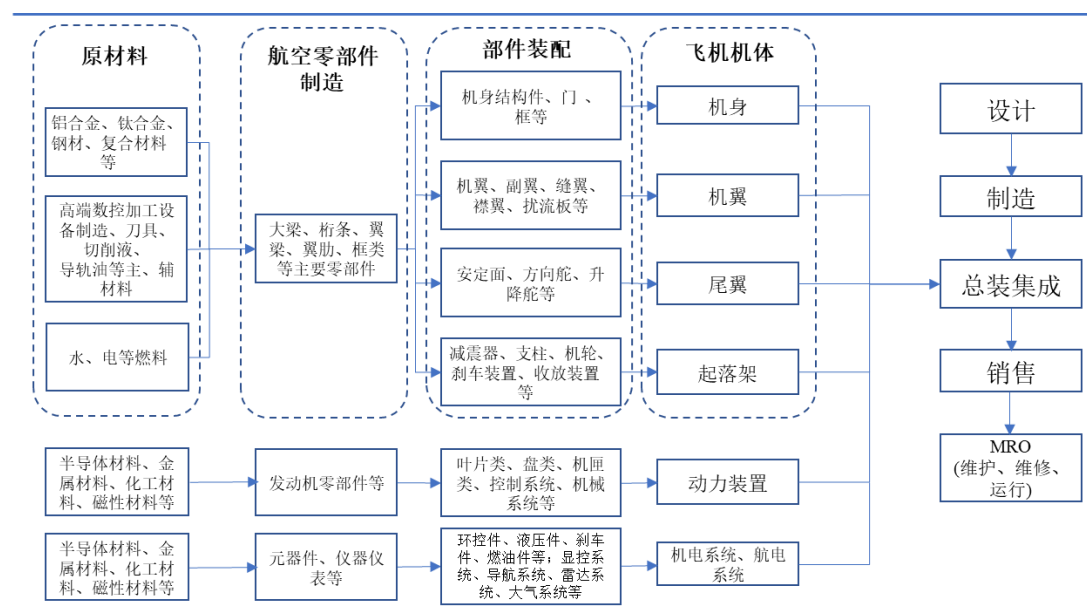 原材料
铝合金、钛合金、
钢材、复合材料
等
高端数控加工设
备制造、刀具、
切削液、
导轨油等主、辅
材料
水、电等燃料
航空零部件
制造
大梁、桁条、翼
梁、翼肋、框类
等主要零部件
部件装配
机身结构件、门 、
框等
机翼、副翼、缝翼、
襟翼、扰流板等
安定面、方向舵、升
降舵等
减震器、支柱、机轮、
刹车装置、收放装置
等
飞机机体
机身
机翼
尾翼
起落架
半导体材料、金
属材料、化工材
料、磁性材料等
发动机零部件等
叶片类、盘类、机匣
类、控制系统、机械
系统等
动力装置
半导体材料、金
属材料、化工材
料、磁性材料等
元器件、仪器仪
表等
环控件、液压件、刹车
件、燃油件等；显控系
统、导航系统、雷达系
统、大气系统等
机电系统、航电
系统
设计
制造
总装集成
销售
MRO
(维护、维修、
运行)